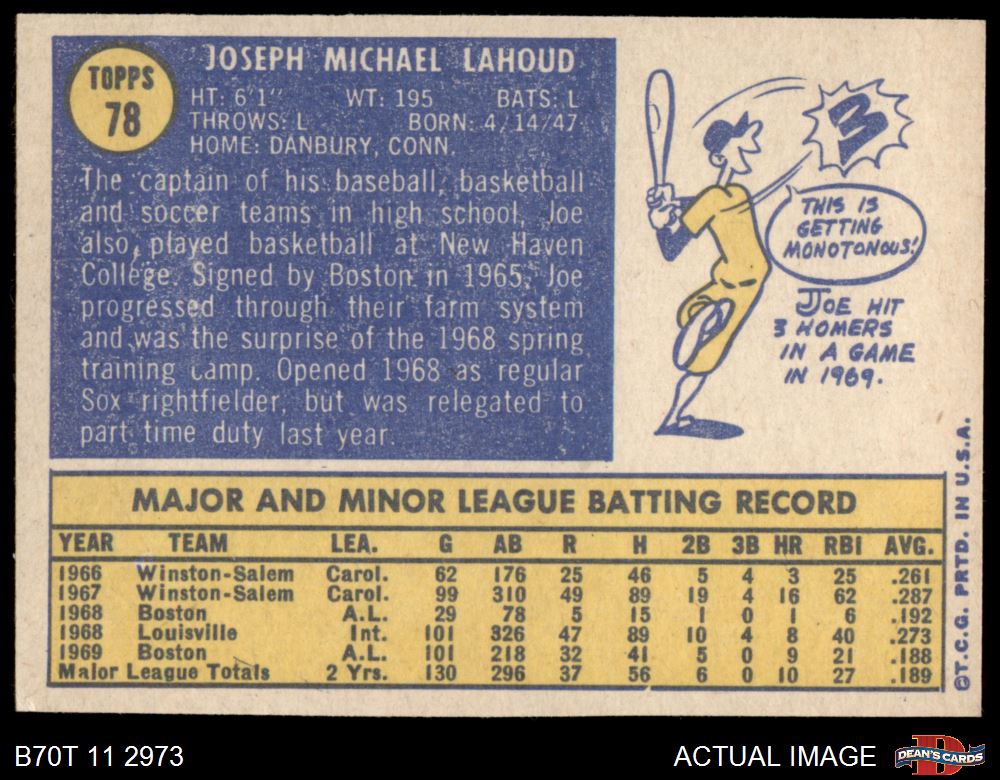 TOPPS
78
JOSEPH MICHAEL LAHOUD
HT: 6'1" WT: 195 BATS: L
THROWS: L BORN: 4/14/47
HOME: DANBURY, CONN.
The captain of his baseball, basketball
and soccer teams in high school, Joe
also played basketball at New Haven
College. Signed by Boston in 1965, Joe
progressed through their farm system
and was the surprise of the 1968 spring
training camp. Opened 1968 as regular
Sox rightfielder, but was relegated to
part time duty last year.
3
THIS IS
GETTING
MONOTONOUS!
JOE HIT
3 HOMERS
IN A GAME
IN 1969.
MAJOR AND MINOR LEAGUE BATTING RECORD
YEAR TEAM LEA. G AB R H 2B 3B HR RBI AVG.
1966 Winston-Salem Carol. 62 176 25 46 5 4 3 25 .261
1967 Winston-Salem Carol. 99 310 49 89 19 4 16 62 .287
1968 Boston A.L. 29 78 5 15 1 0 1 6 .192
1968 Louisville Int. 101 326 47 89 10 4 8 40 .273
1969 Boston A.L. 101 218 32 41 5 0 9 21 .188
Major League Totals 2 Yrs. 130 296 37 56 6 0 10 27 .189
©T.C.G. PRTD. IN U.S.A.
B70T 11 2973
ACTUAL IMAGE
D
DEAN'S CARDS